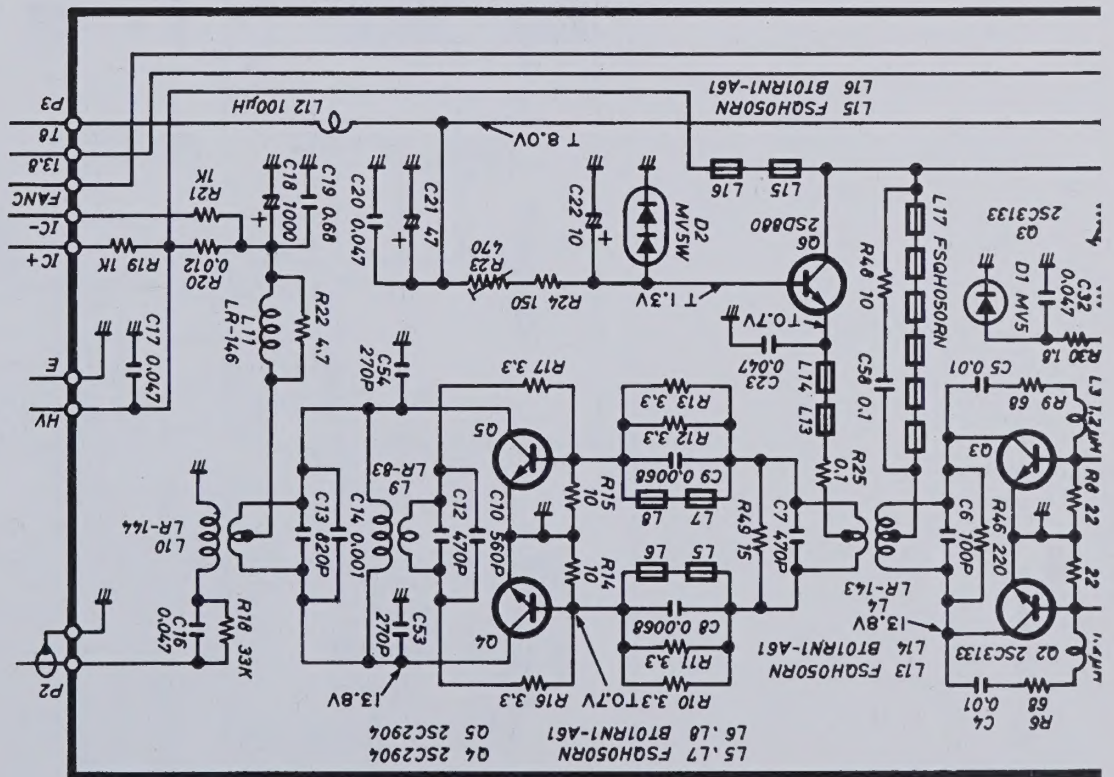 Q4 2SC2904
Q5 2SC2904
L5, L7 FSQH050RN
L6, L8 BT01RN1-A61
R6
68
C4
0.01
L13 FSQH050RN
L14 BT01RN1-A61
13.8V
L4
LR-143
Q2 2SC3133
R10 3.3
T0.7V
R16 3.3
13.8V
P2
R11 3.3
C8 0.0068
L5
L6
Q4
C53
270P
R18 33K
C16
0.047
22
R46 220
C6 100P
C7 470P
R49 15
R14
10
C10 560P
C12 470P
L9
LR-83
C14 0.001
C13 820P
L10
LR-144
R8 22
Q3
L7
L8
C9 0.0068
R12 3.3
R13 3.3
R15
10
Q5
R25
0.1
L13
L14
L3 1.2μH
R9
68
C5 0.01
C58 0.1
R48 10
C23
0.047
T0.7V
R17 3.3
C54
270P
R22 4.7
L11
LR-146
C17 0.047
HV
E
R30 1.8
C32
0.047
D1 MV5
Q3
2SC3133
L17 FSQH050RN
Q6
2SD880
T1.3V
D2
MV5W
R24 150
C22 10
R23
470
C21 47
C20 0.047
C19 0.68
C18 1000
+
+
+
R20
0.012
R19 1K
R21
1K
IC+
IC-
FANC
13.8
T8
P3
L15
L16
T 8.0V
L12 100μH
L15 FSQH050RN
L16 BT01RN1-A61